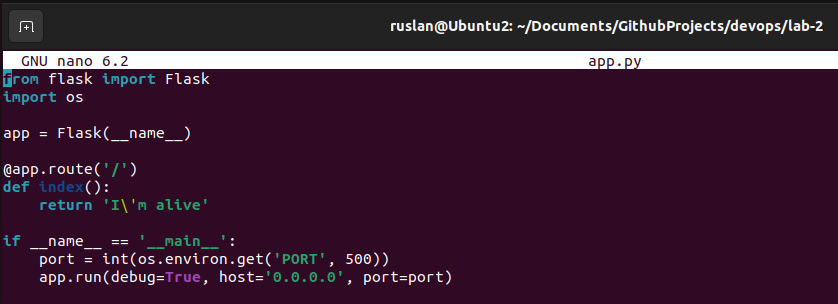 ruslan@Ubuntu2: ~/Documents/GithubProjects/devops/lab-2
GNU nano 6.2 app.py
from flask import Flask
import os

app = Flask(__name__)

@app.route('/')
def index():
    return 'I\'m alive'

if __name__ == '__main__':
    port = int(os.environ.get('PORT', 500))
    app.run(debug=True, host='0.0.0.0', port=port)